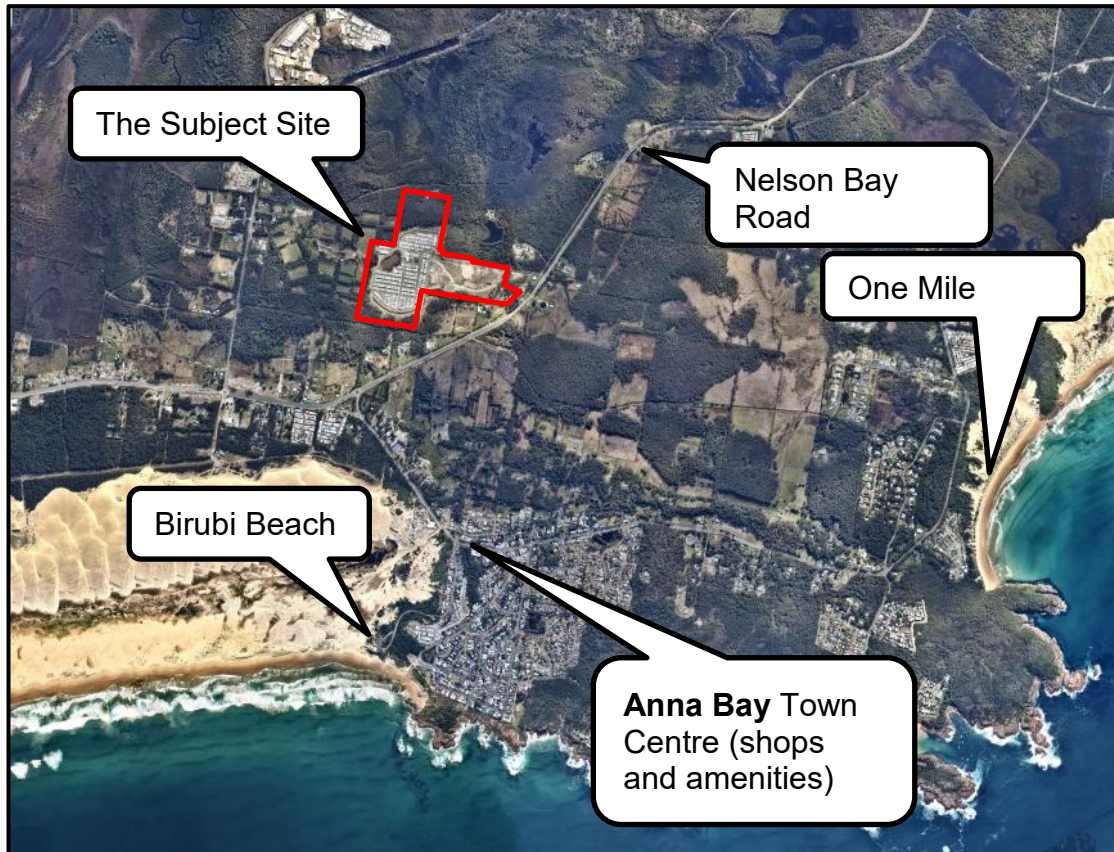 The Subject Site
Nelson Bay
Road
One Mile
Birubi Beach
Anna Bay Town
Centre (shops
and amenities)